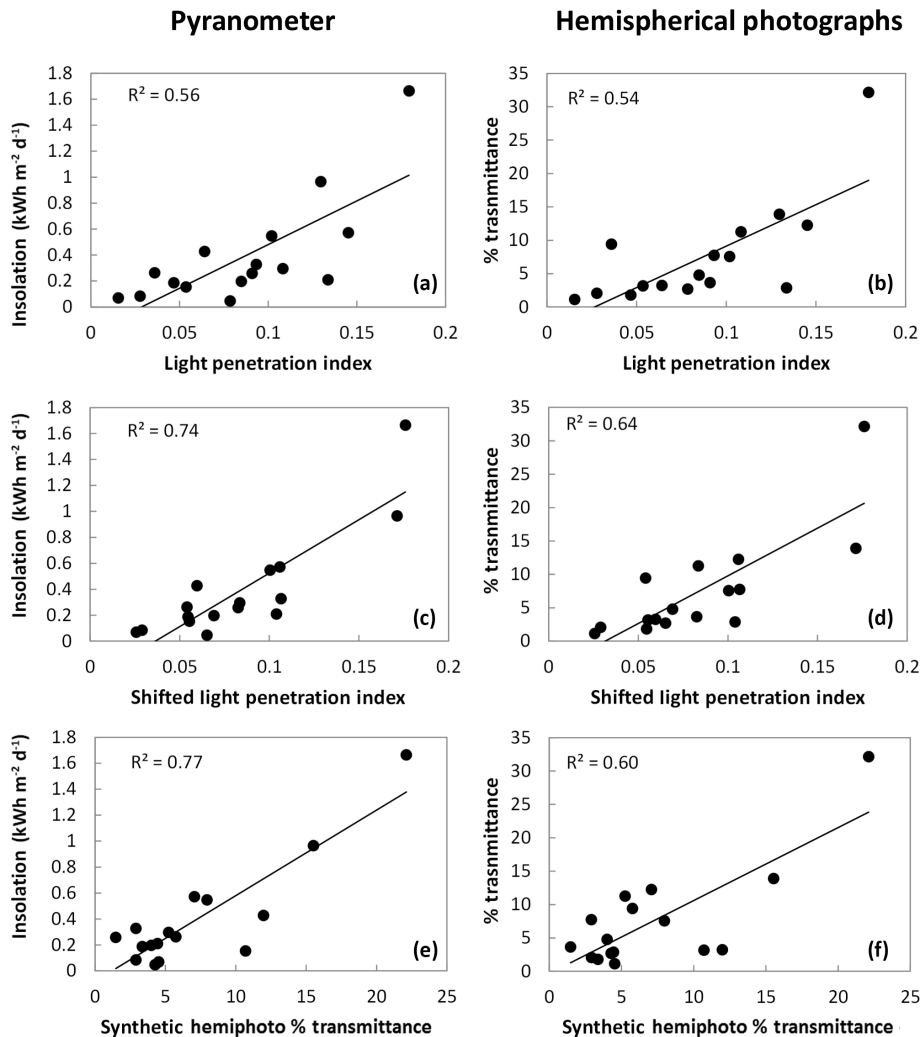 Pyranometer
Hemispherical photographs
Insolation (kWh m⁻² d⁻¹)
1.8
1.6
1.4
1.2
1
0.8
0.6
0.4
0.2
0
R² = 0.56
(a)
0 0.05 0.1 0.15 0.2
Light penetration index
% trasnmittance
35
30
25
20
15
10
5
0
R² = 0.54
(b)
0 0.05 0.1 0.15 0.2
Light penetration index
Insolation (kWh m⁻² d⁻¹)
1.8
1.6
1.4
1.2
1
0.8
0.6
0.4
0.2
0
R² = 0.74
(c)
0 0.05 0.1 0.15 0.2
Shifted light penetration index
% trasnmittance
35
30
25
20
15
10
5
0
R² = 0.64
(d)
0 0.05 0.1 0.15 0.2
Shifted light penetration index
Insolation (kWh m⁻² d⁻¹)
1.8
1.6
1.4
1.2
1
0.8
0.6
0.4
0.2
0
R² = 0.77
(e)
0 5 10 15 20 25
Synthetic hemiphoto % transmittance
% trasnmittance
35
30
25
20
15
10
5
0
R² = 0.60
(f)
0 5 10 15 20 25
Synthetic hemiphoto % transmittance